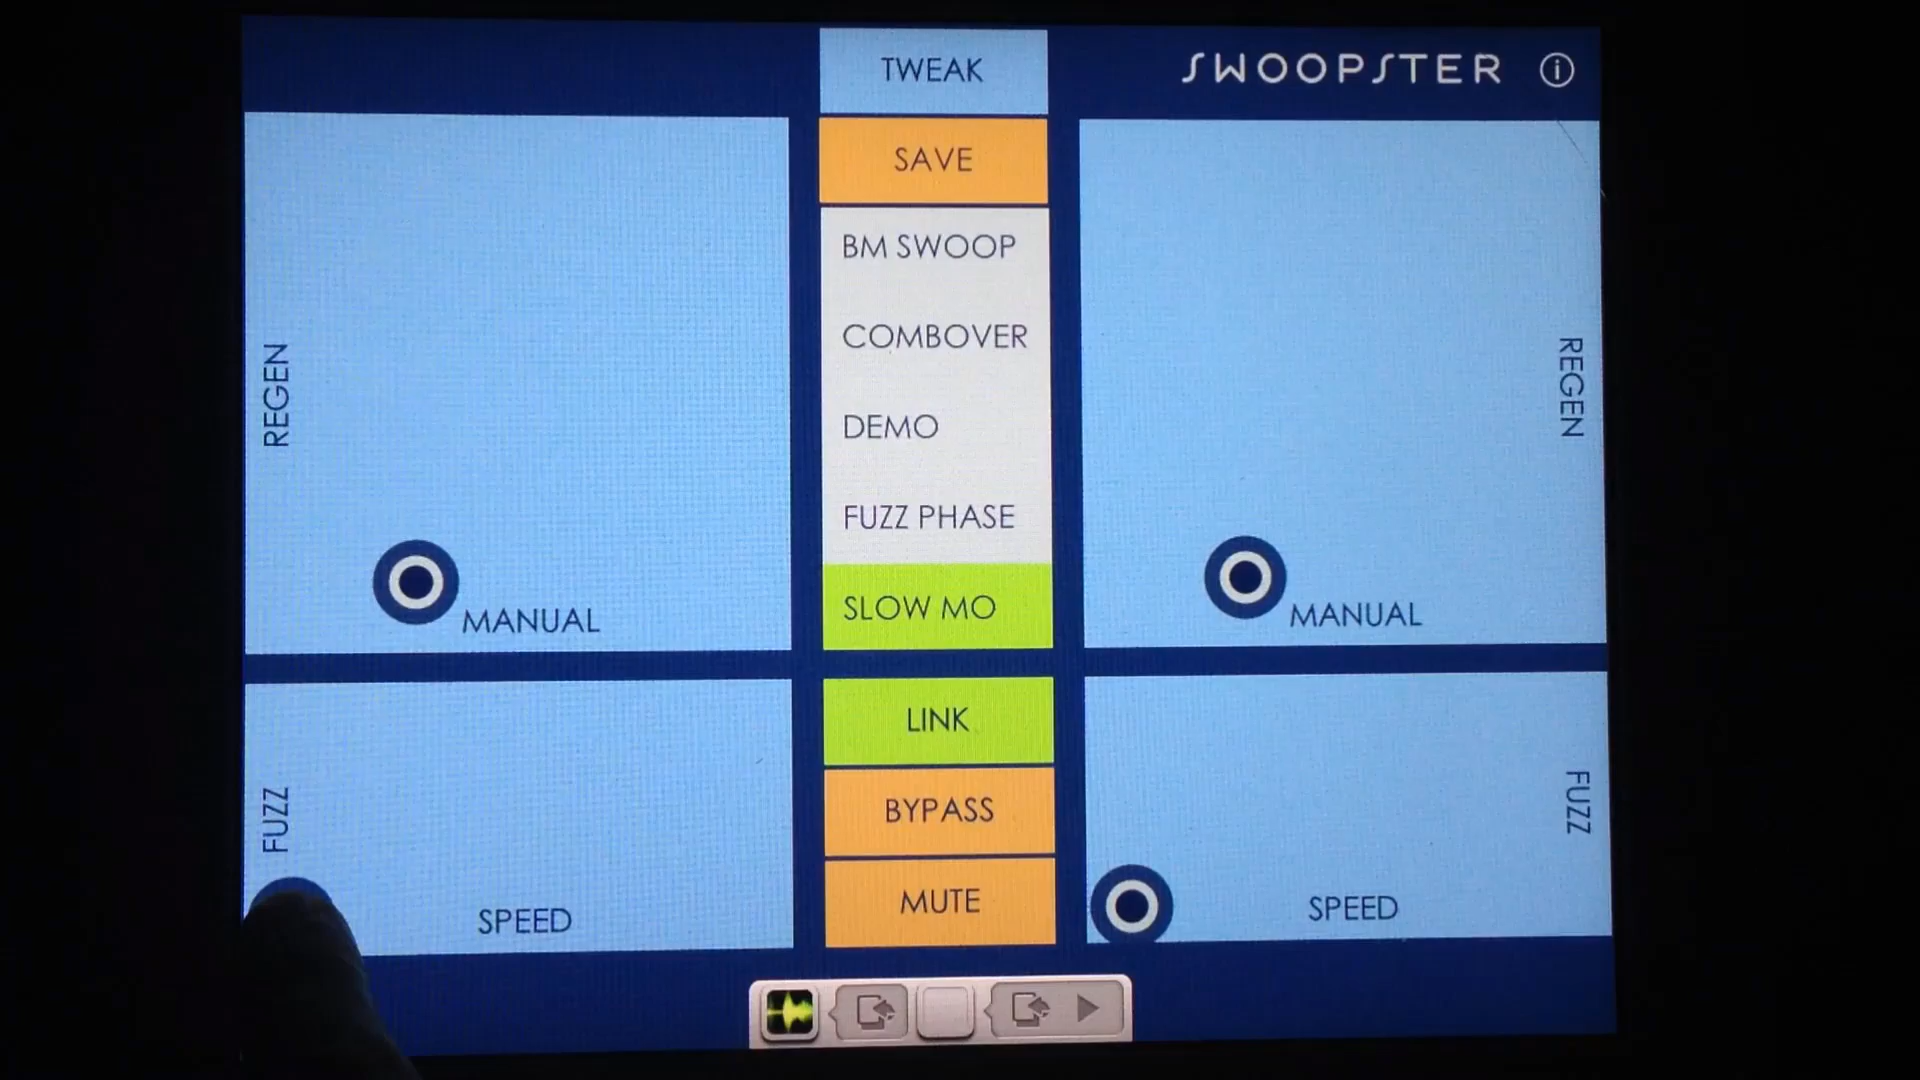 TWEAK
SWOOPSTER i
SAVE
BM SWOOP
COMBOVER
DEMO
FUZZ PHASE
SLOW MO
REGEN
MANUAL
REGEN
MANUAL
LINK
BYPASS
MUTE
FUZZ
SPEED
FUZZ
SPEED